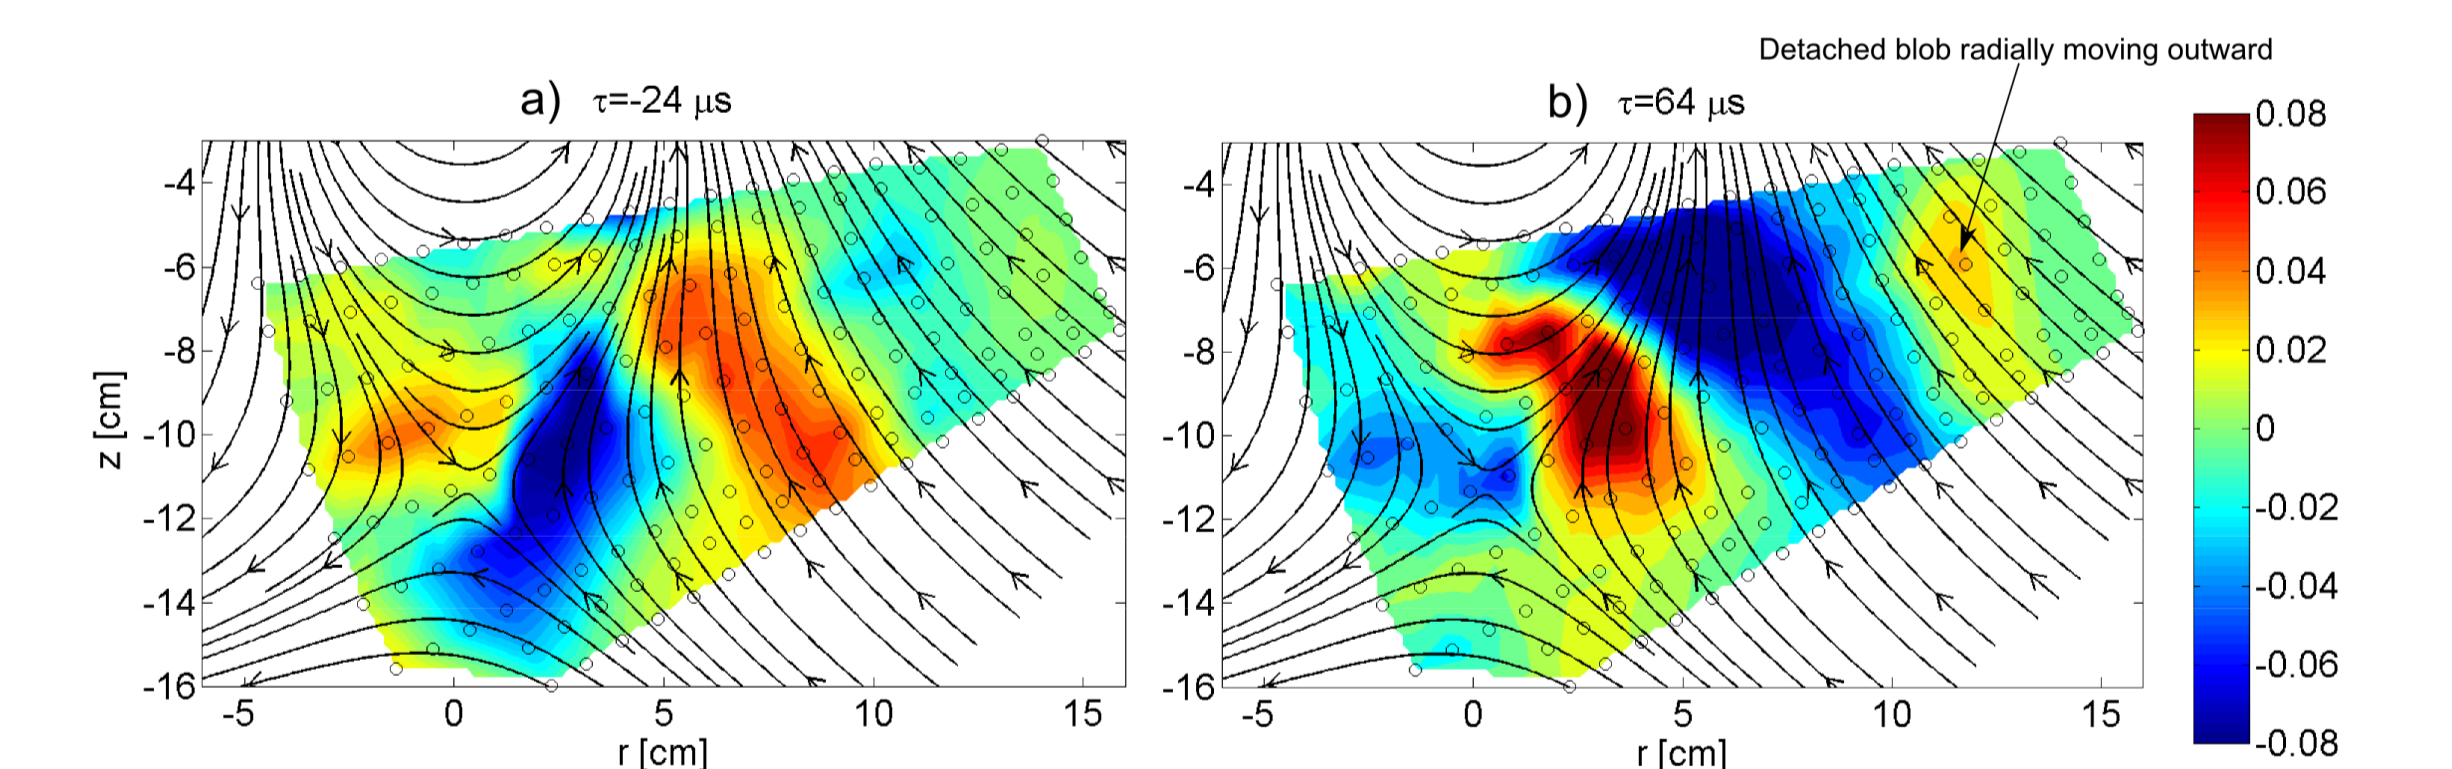 Detached blob radially moving outward
a) τ=-24 μs
b) τ=64 μs
z [cm]
-4
-6
-8
-10
-12
-14
-16
-5 0 5 10 15
r [cm]
-4
-6
-8
-10
-12
-14
-16
-5 0 5 10 15
r [cm]
0.08
0.06
0.04
0.02
0
-0.02
-0.04
-0.06
-0.08